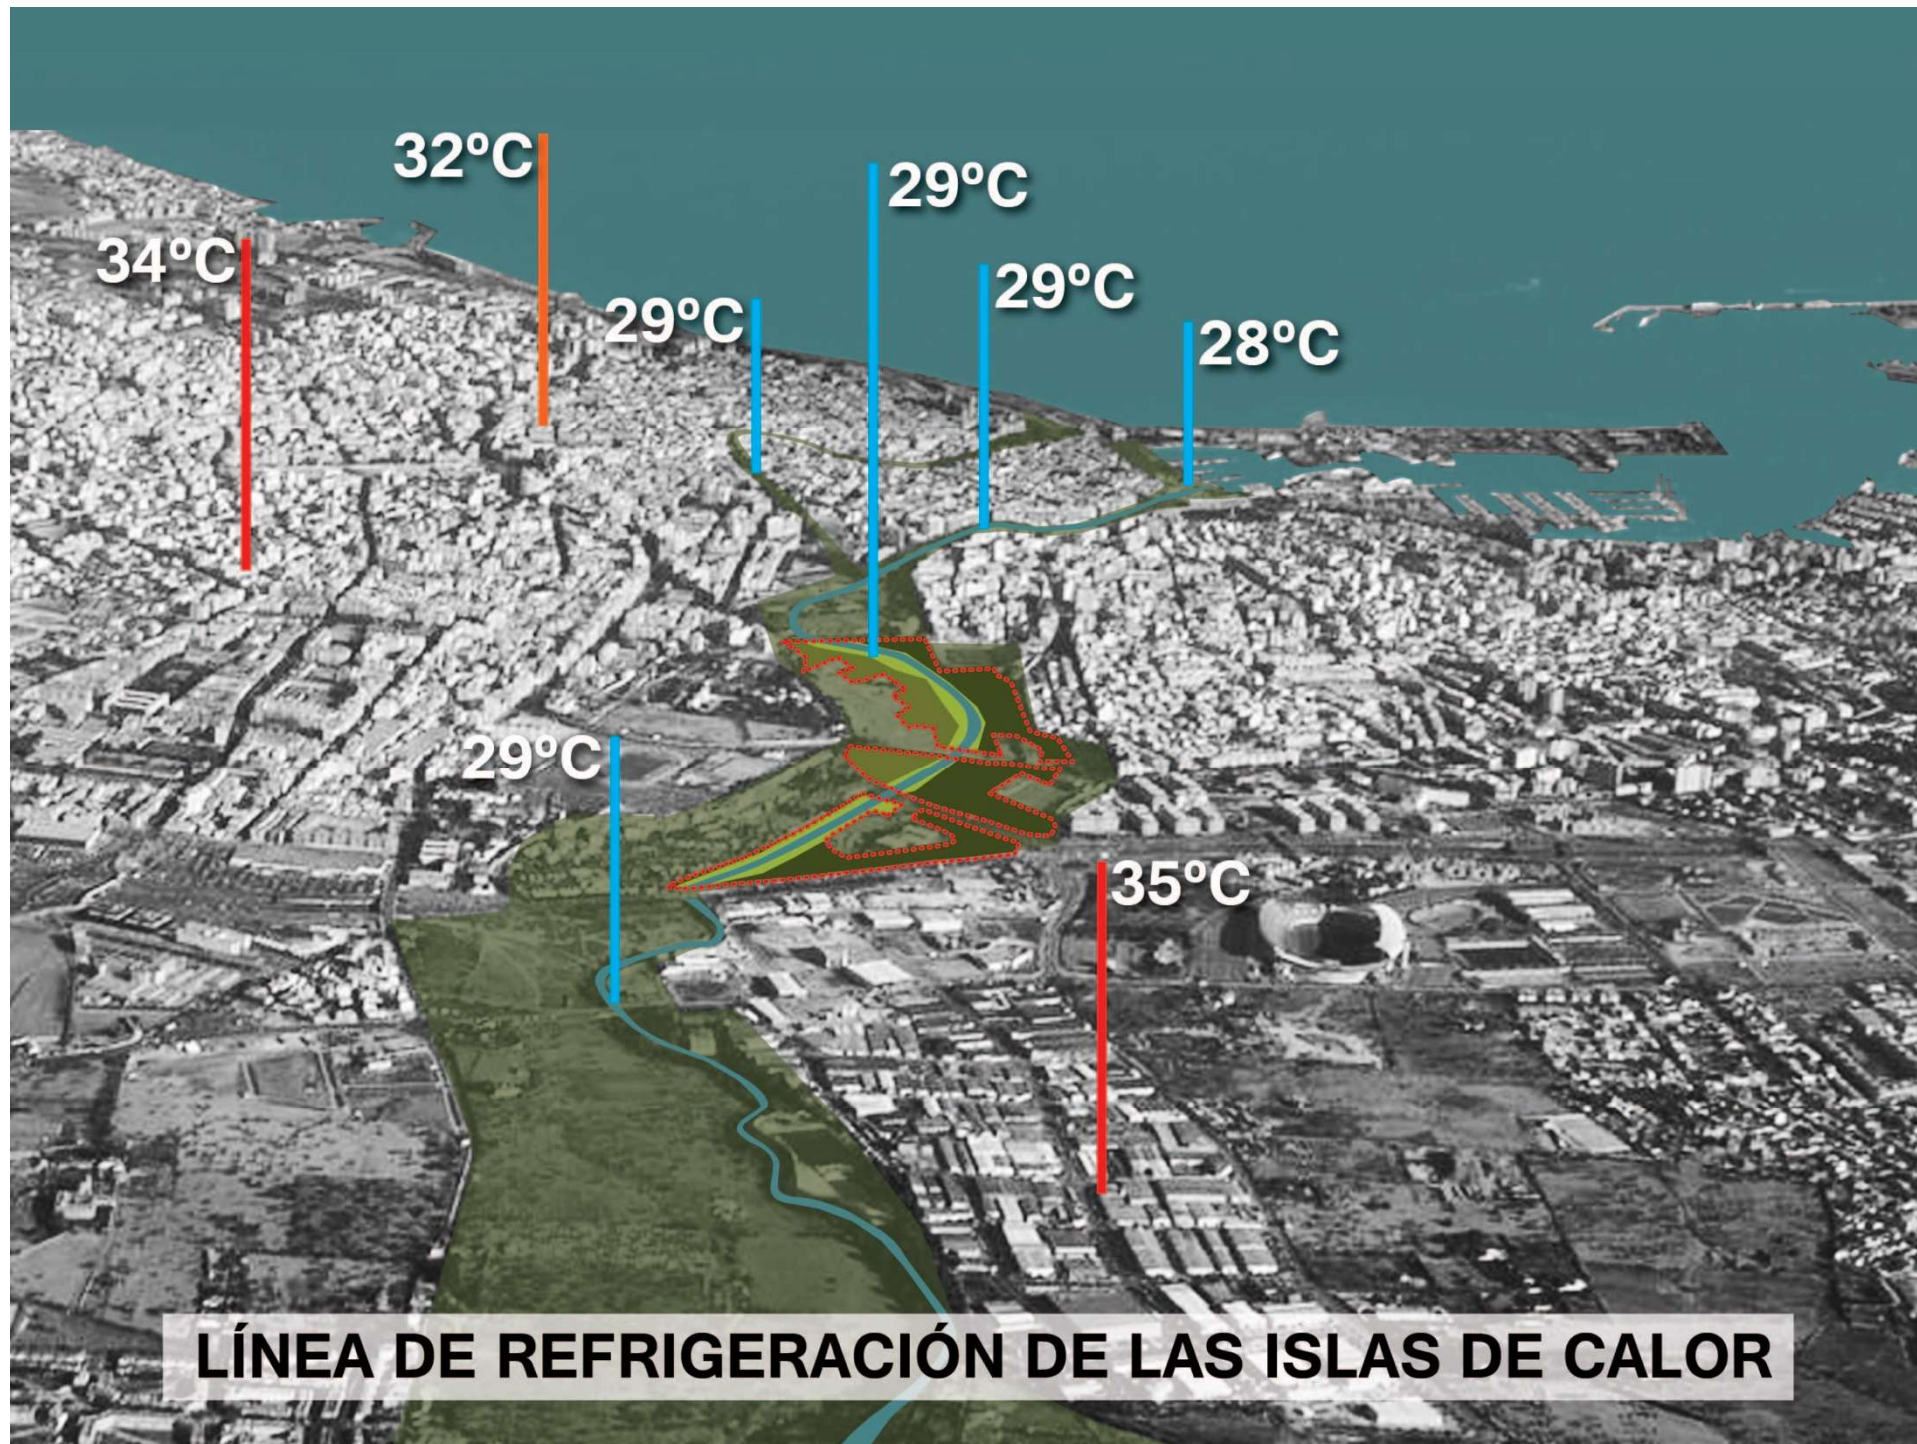 32ºC
29ºC
34ºC
29ºC
29ºC
28ºC
29ºC
35ºC
LÍNEA DE REFRIGERACIÓN DE LAS ISLAS DE CALOR